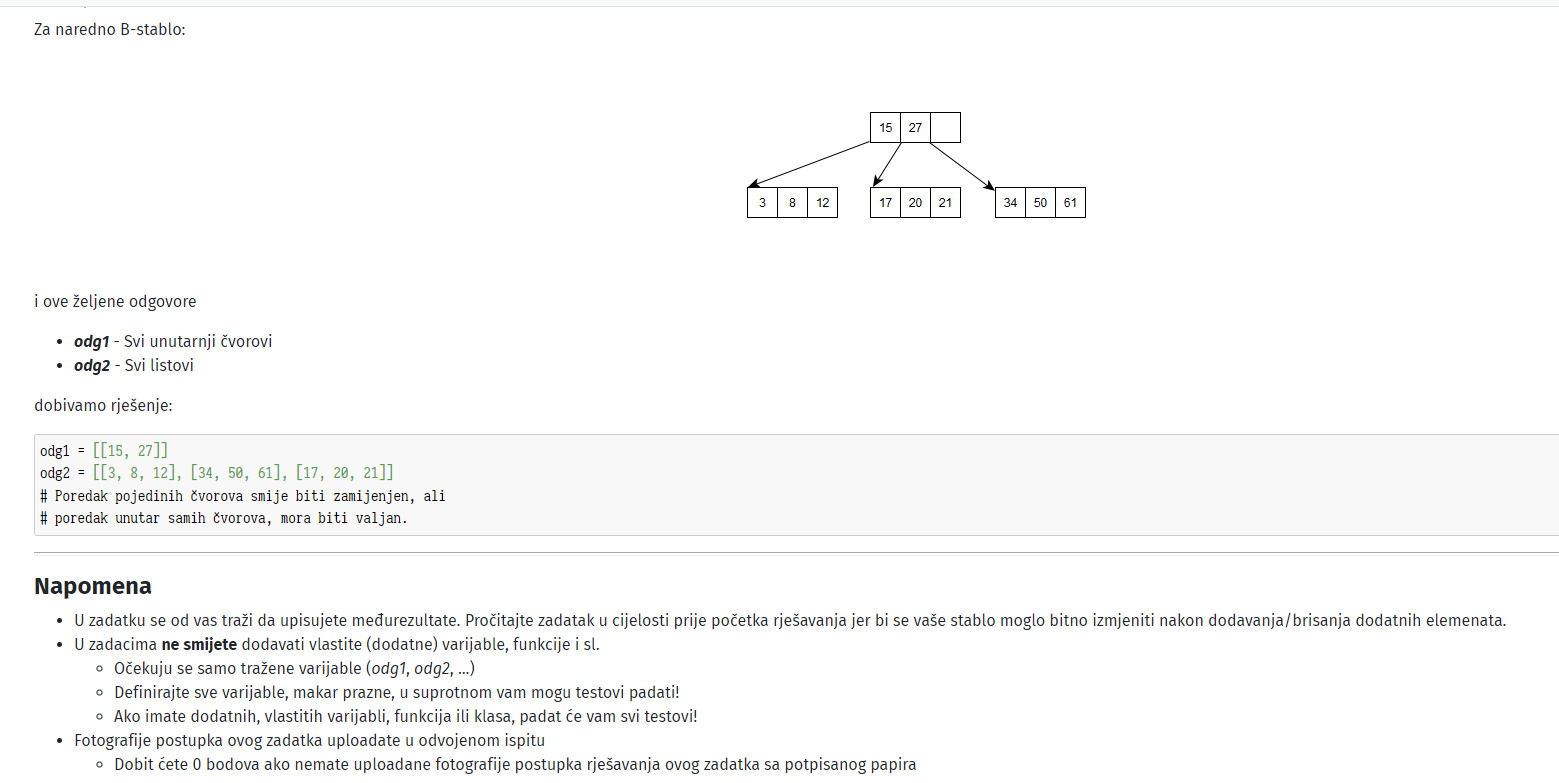 Za naredno B-stablo:
15 27
3 8 12 17 20 21 34 50 61
i ove željene odgovore
• odg1 - Svi unutarnji čvorovi
• odg2 - Svi listovi
dobivamo rješenje:
odg1 = [[15, 27]]
odg2 = [[3, 8, 12], [34, 50, 61], [17, 20, 21]]
# Poredak pojedinih čvorova smije biti zamijenjen, ali
# poredak unutar samih čvorova, mora biti valjan.
Napomena
• U zadatku se od vas traži da upisujete međurezultate. Pročitajte zadatak u cijelosti prije početka rješavanja jer bi se vaše stablo moglo bitno izmjeniti nakon dodavanja/brisanja dodatnih elemenata.
• U zadacima ne smijete dodavati vlastite (dodatne) varijable, funkcije i sl.
◦ Očekuju se samo tražene varijable (odg1, odg2, ...)
◦ Definirajte sve varijable, makar prazne, u suprotnom vam mogu testovi padati!
◦ Ako imate dodatnih, vlastitih varijabli, funkcija ili klasa, padat će vam svi testovi!
• Fotografije postupka ovog zadatka uploadate u odvojenom ispitu
◦ Dobit ćete 0 bodova ako nemate uploadane fotografije postupka rješavanja ovog zadatka sa potpisanog papira